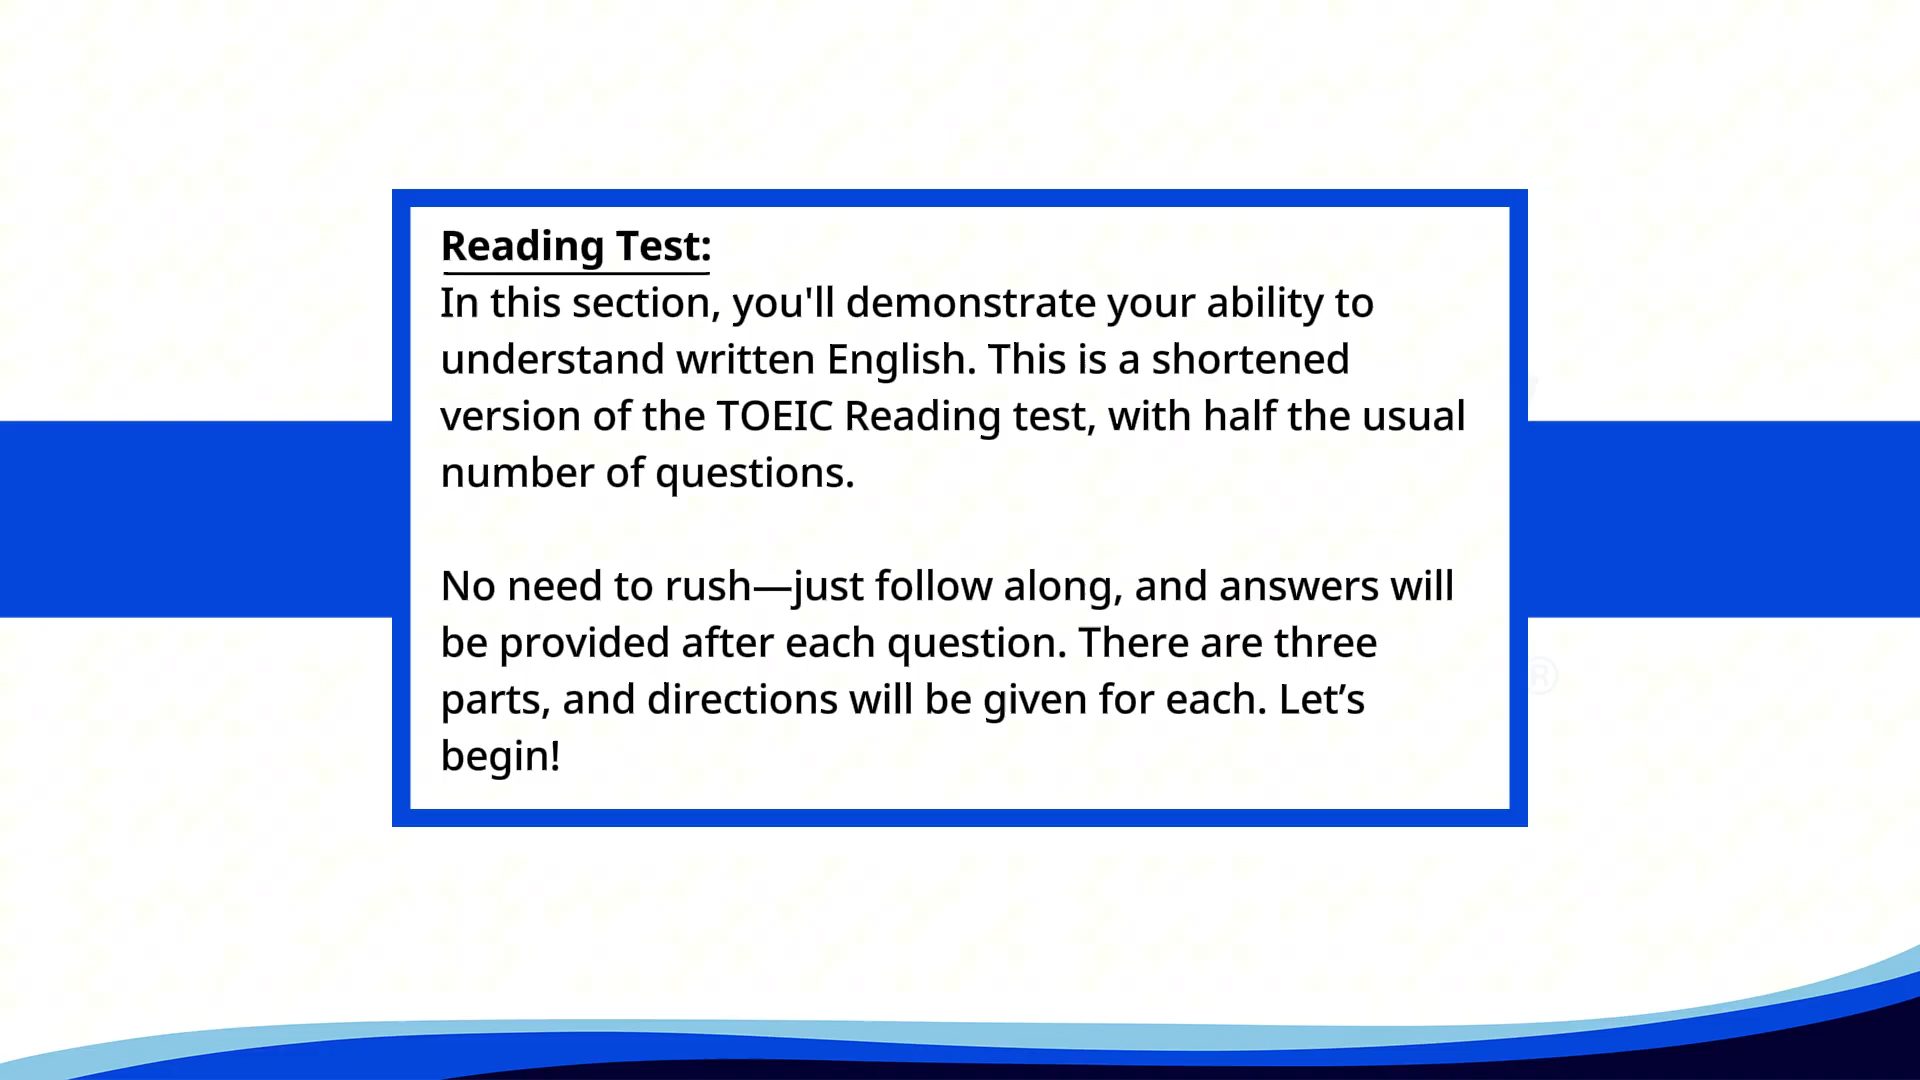 Reading Test:
In this section, you'll demonstrate your ability to
understand written English. This is a shortened
version of the TOEIC Reading test, with half the usual
number of questions.
No need to rush—just follow along, and answers will
be provided after each question. There are three
parts, and directions will be given for each. Let’s
begin!
®